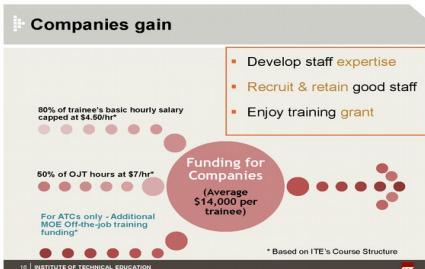 Companies gain
▪ Develop staff expertise
▪ Recruit & retain good staff
▪ Enjoy training grant
80% of trainee's basic hourly salary
capped at $4.50/hr*
50% of OJT hours at $7/hr*
For ATCs only - Additional
MOE Off-the-job training
funding*
Funding for
Companies
(Average
$14,000 per
trainee)
* Based on ITE's Course Structure
16 | INSTITUTE OF TECHNICAL EDUCATION